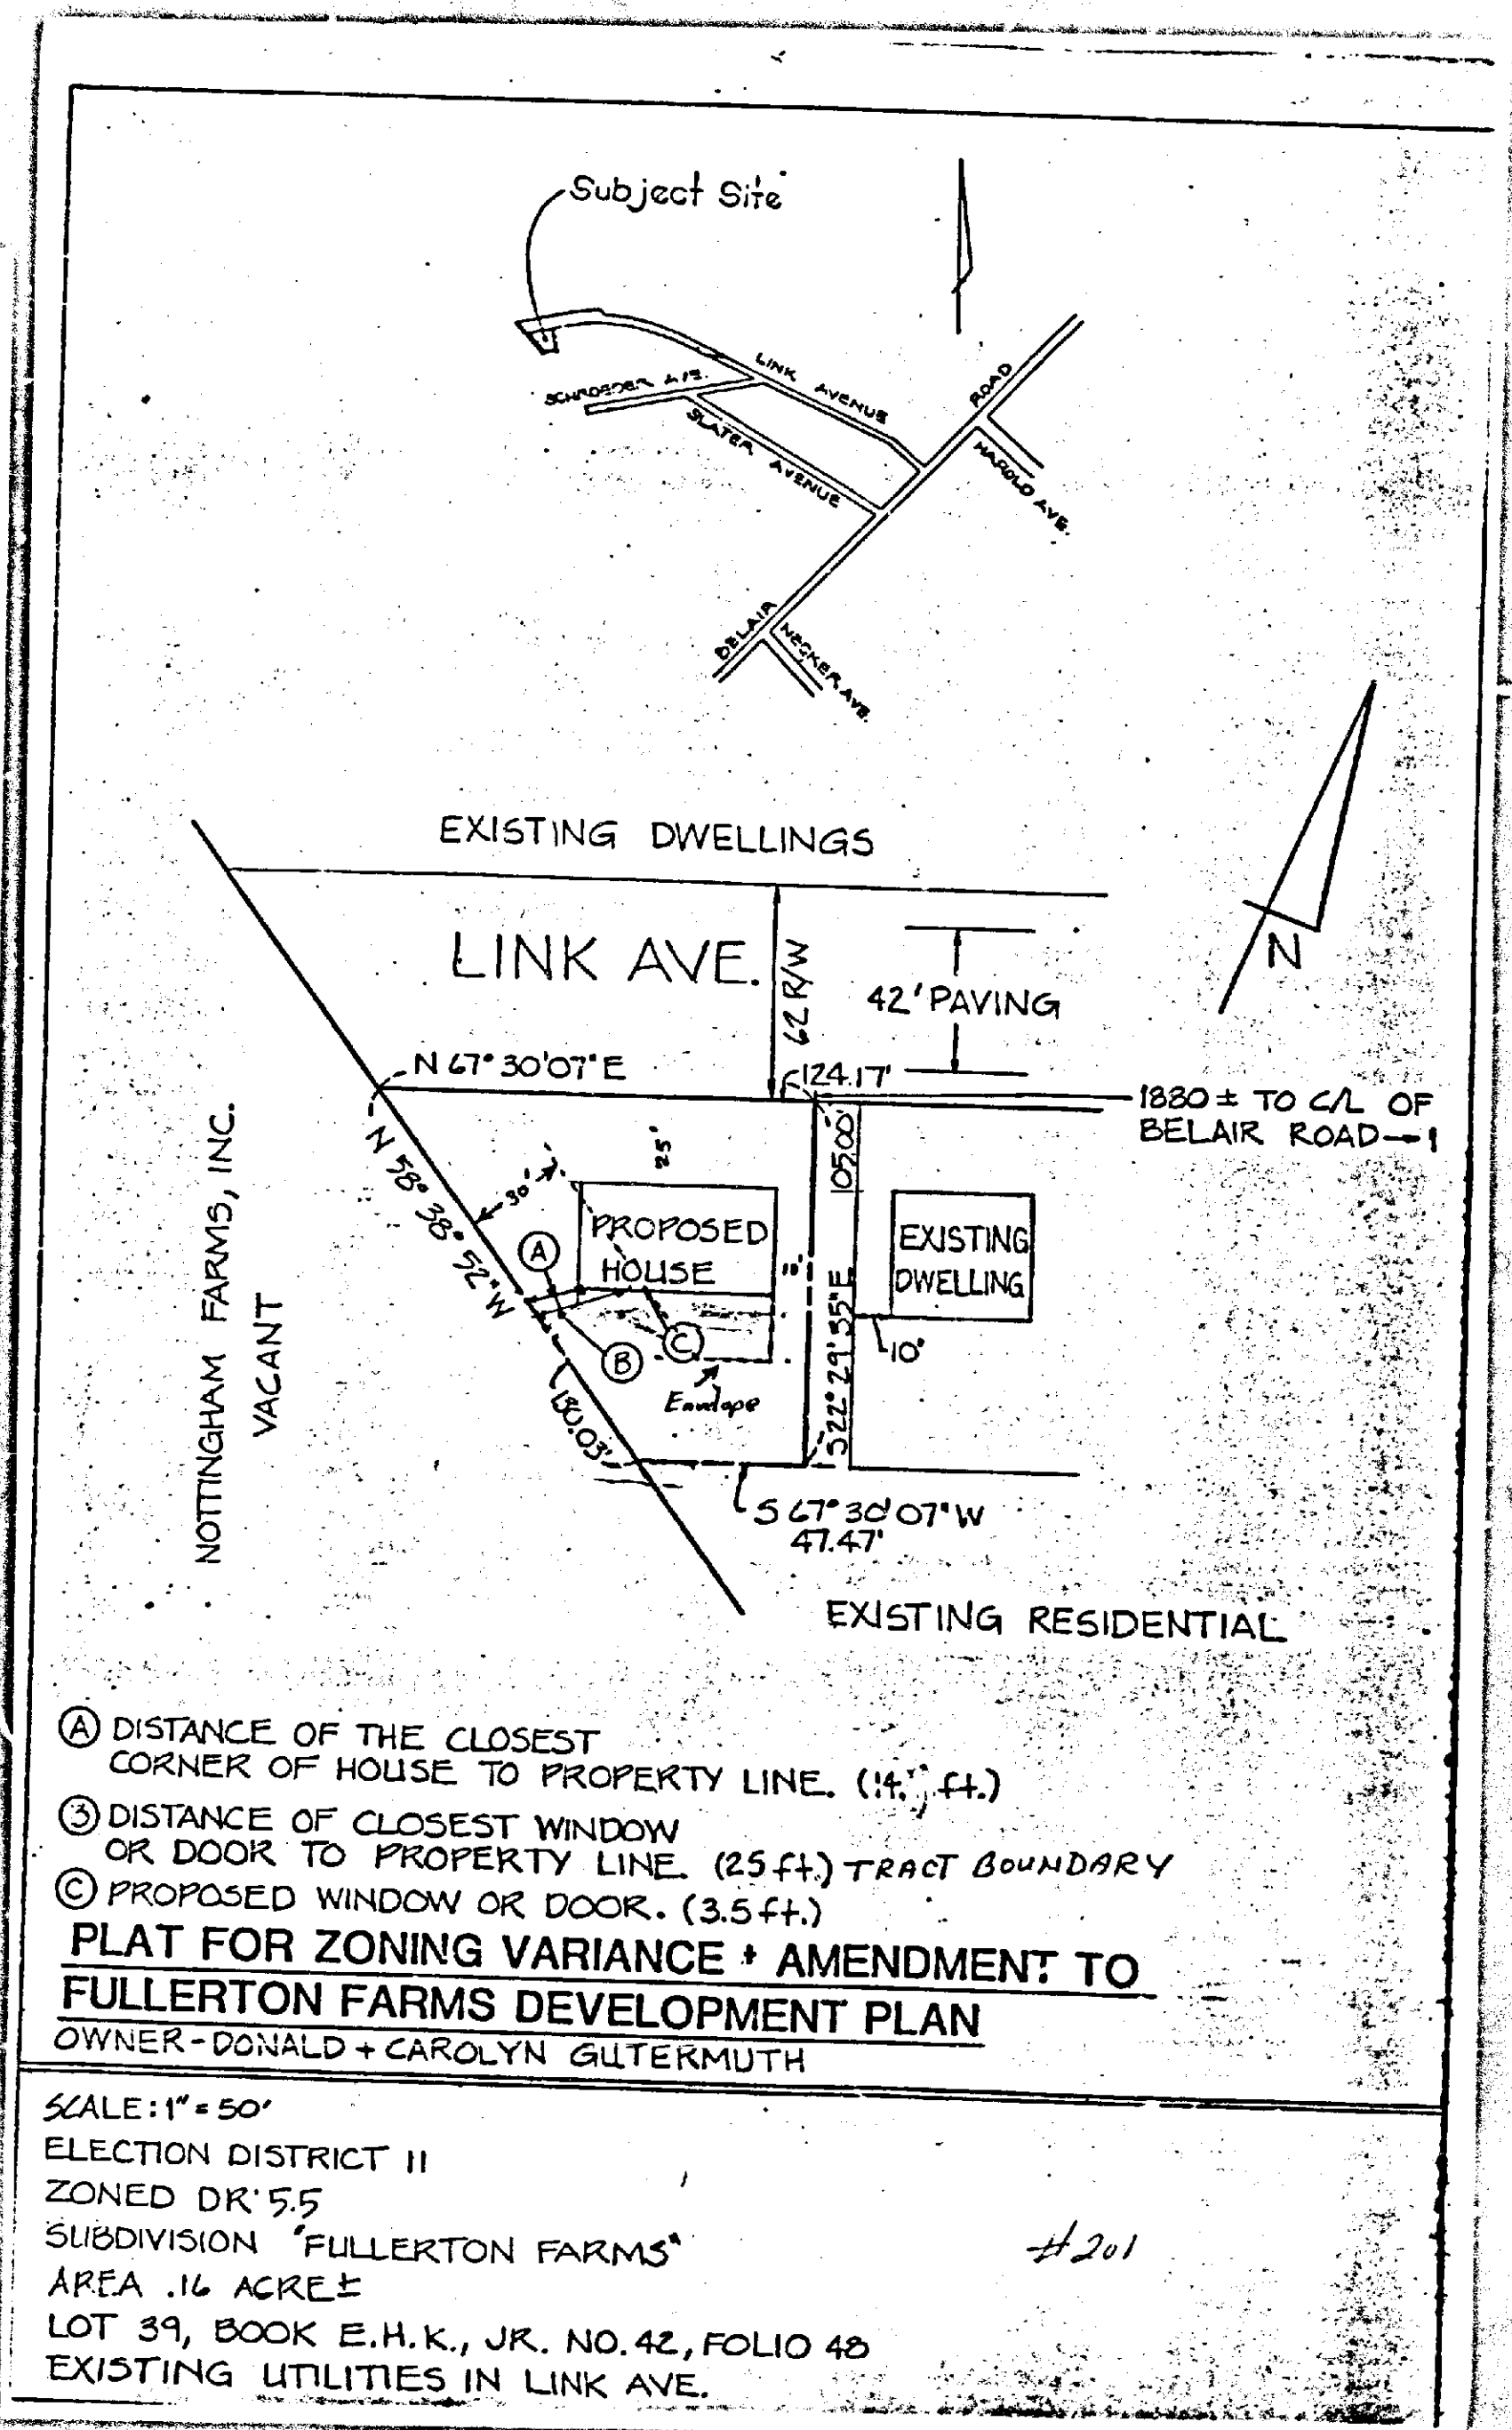 Subject Site
LINK AVENUE
SCHROEDER AVE.
SLATER AVENUE
ROAD
HAROLD AVE.
BELAIR
NECKER AVE.
EXISTING DWELLINGS
LINK AVE.
62 R/W
42' PAVING
N
N 67° 30' 07" E
124.17'
1880 ± TO C/L OF
BELAIR ROAD
NOTTINGHAM FARMS, INC.
VACANT
N 58° 38' 52" W
30'
25'
105.00'
PROPOSED
HOUSE
A
B
C
EXISTING
DWELLING
10'
Envelope
S 22° 29' 35" E
130.03'
S 67° 30' 07" W
47.47'
EXISTING RESIDENTIAL
A DISTANCE OF THE CLOSEST
CORNER OF HOUSE TO PROPERTY LINE. ( ft.)
3 DISTANCE OF CLOSEST WINDOW
OR DOOR TO PROPERTY LINE. (25 ft.) TRACT BOUNDARY
C PROPOSED WINDOW OR DOOR. (3.5 ft.)
PLAT FOR ZONING VARIANCE + AMENDMENT TO
FULLERTON FARMS DEVELOPMENT PLAN
OWNER - DONALD + CAROLYN GUTERMUTH
SCALE: 1" = 50'
ELECTION DISTRICT 11
ZONED DR 5.5
SUBDIVISION "FULLERTON FARMS"
#201
AREA .16 ACRE ±
LOT 39, BOOK E.H.K., JR. NO. 42, FOLIO 48
EXISTING UTILITIES IN LINK AVE.